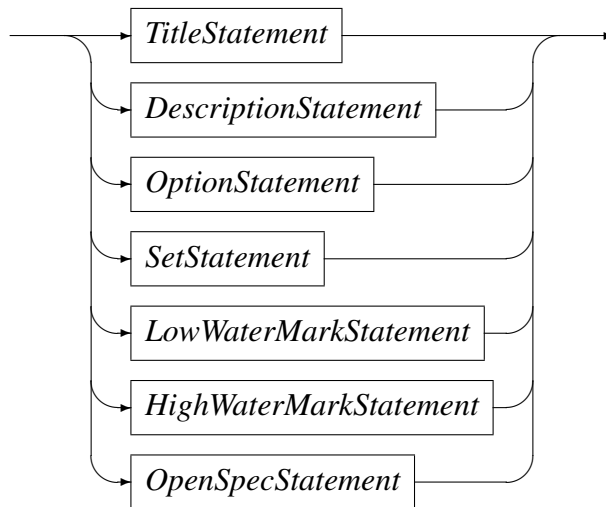 TitleStatement
DescriptionStatement
OptionStatement
SetStatement
LowWaterMarkStatement
HighWaterMarkStatement
OpenSpecStatement